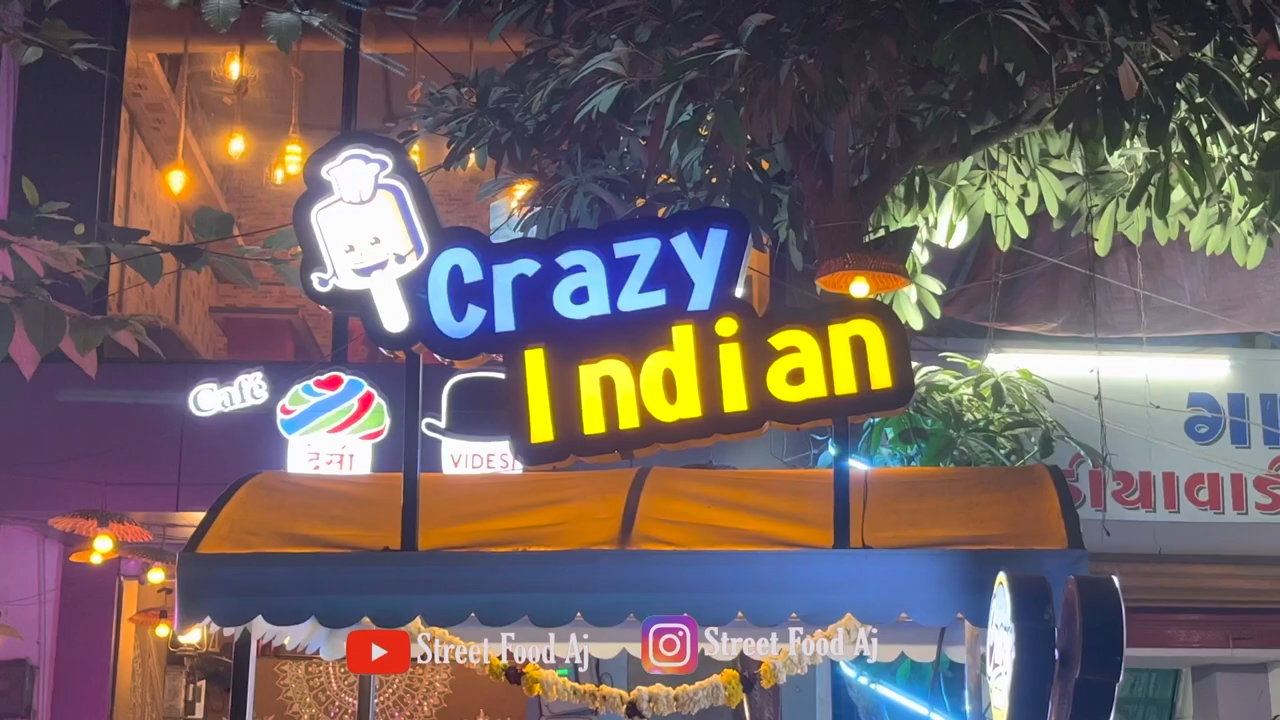 Crazy
Indian
Café
देसी
VIDESI
Street Food Aj
Street Food Aj